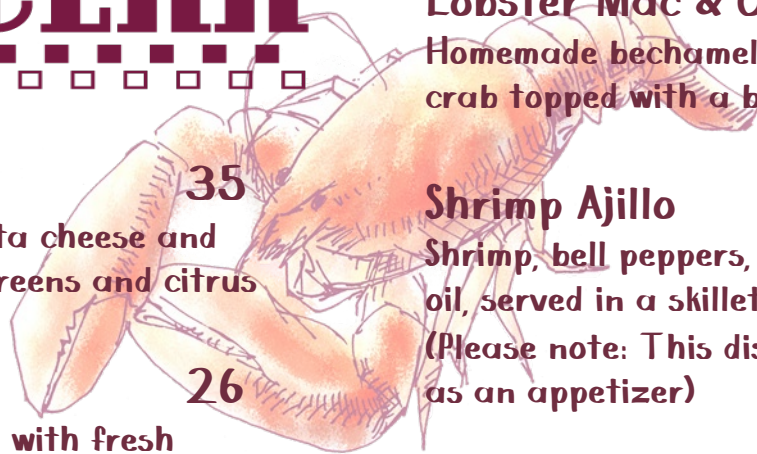 35
ta cheese and
reens and citrus
26
with fresh
Lobster Mac &
Homemade bechamel
crab topped with a b
Shrimp Ajillo
Shrimp, bell peppers,
oil, served in a skillet
(Please note: This dis
as an appetizer)